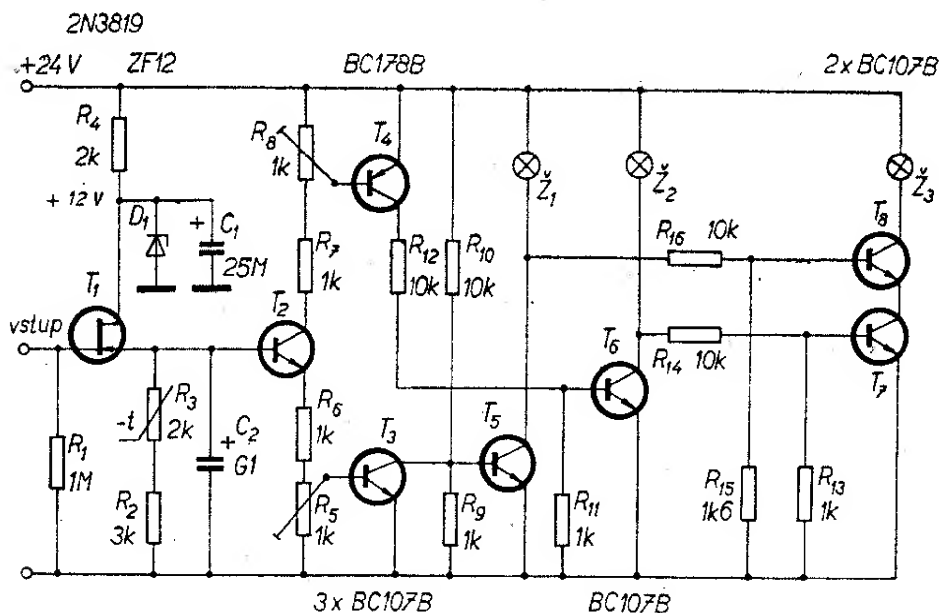 2N3819
+24 V
ZF12
BC178B
2 x BC107B
R4
2k
+ 12 V
D1
+ C1
25M
R8
1k
T4
Ž1
Ž2
Ž3
R7
1k
R12
10k
R10
10k
R16
10k
T8
T1
vstup
T2
T6
R14
10k
T7
R1
1M
-t
R3
2k
R2
3k
+ C2
G1
R6
1k
R5
1k
T3
T5
R9
1k
R11
1k
R15
1k6
R13
1k
3 x BC107B
BC107B